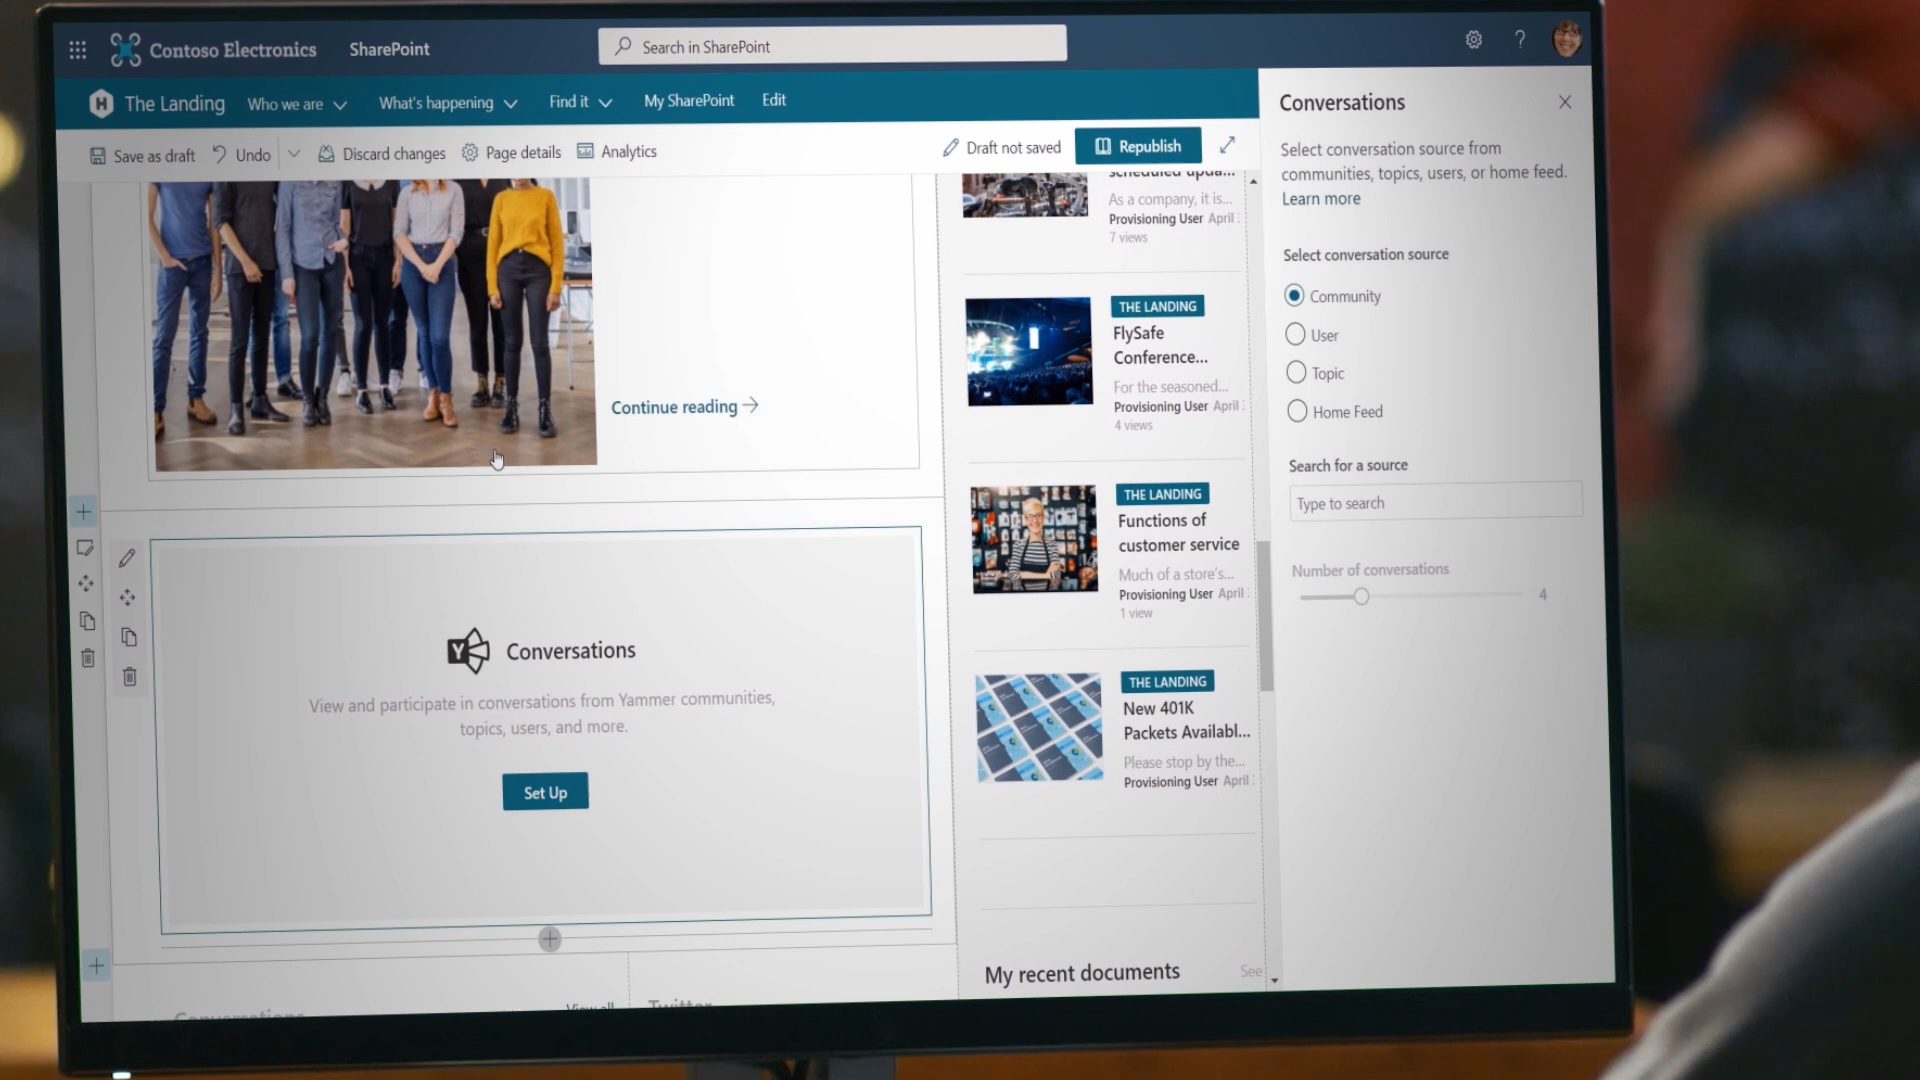 Contoso Electronics
SharePoint
Search in SharePoint
?
The Landing
Who we are
What's happening
Find it
My SharePoint
Edit
Save as draft
Undo
Discard changes
Page details
Analytics
Draft not saved
Republish
Continue reading
Y Conversations
View and participate in conversations from Yammer communities,
topics, users, and more.
Set Up
Conversations
View all
Twitter
scheduled upda...
As a company, it is...
Provisioning User April
7 views
THE LANDING
FlySafe
Conference...
For the seasoned...
Provisioning User April
4 views
THE LANDING
Functions of
customer service
Much of a store's...
Provisioning User April
1 view
THE LANDING
New 401K
Packets Availabl...
Please stop by the...
Provisioning User April
My recent documents
See
Conversations
Select conversation source from
communities, topics, users, or home feed.
Learn more
Select conversation source
Community
User
Topic
Home Feed
Search for a source
Type to search
Number of conversations
4